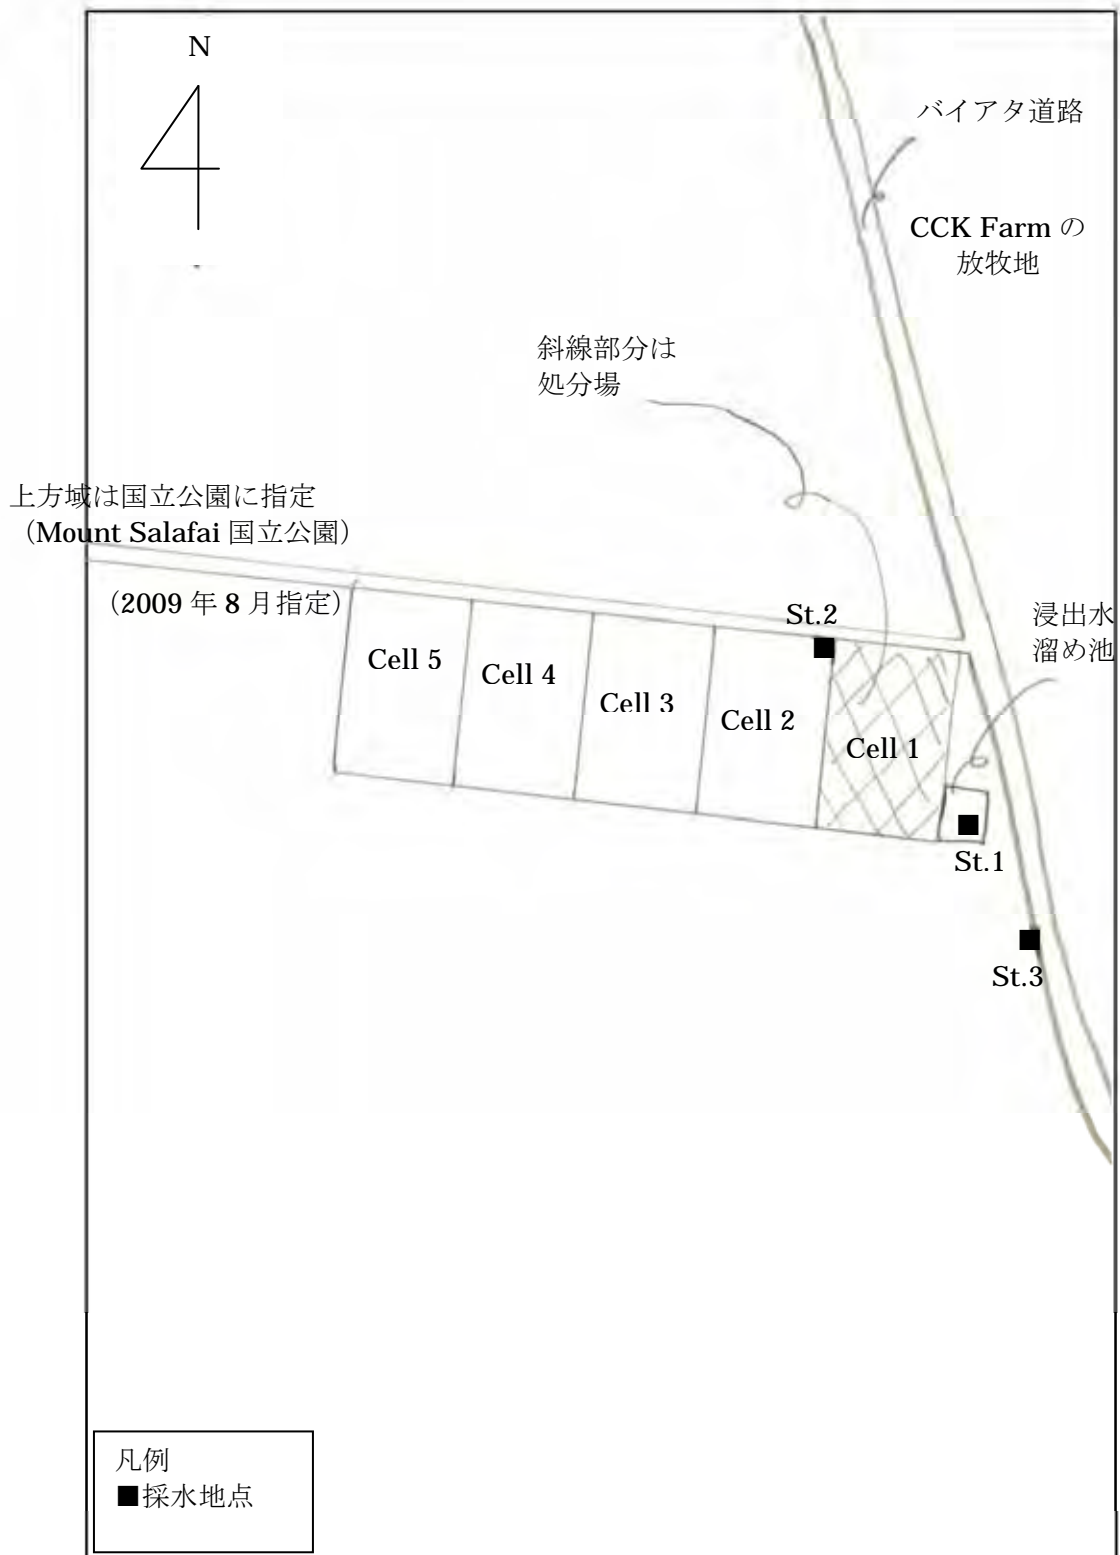 N
バイアタ道路
CCK Farm の
放牧地
斜線部分は
処分場
上方域は国立公園に指定
（Mount Salafai 国立公園）
（2009 年 8 月指定）
St.2
浸出水
溜め池
Cell 5
Cell 4
Cell 3
Cell 2
Cell 1
St.1
St.3
凡例
■採水地点